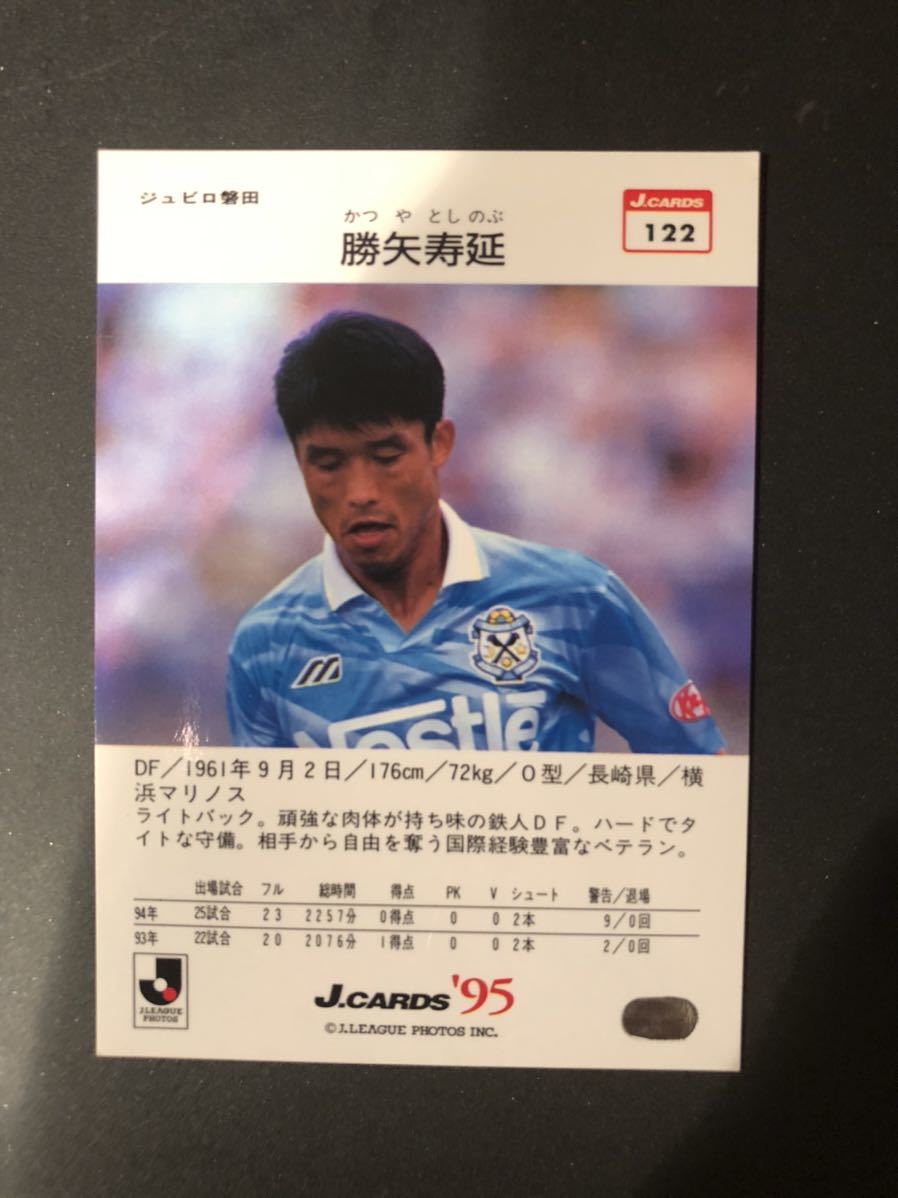 ジュビロ磐田
J.CARDS
122
かつ や とし のぶ
勝矢寿延
Nestlé
DF／1961年9月2日／176cm／72kg／O型／長崎県／横
浜マリノス
ライトバック。頑強な肉体が持ち味の鉄人DF。ハードでタ
イトな守備。相手から自由を奪う国際経験豊富なベテラン。
出場試合 フル 総時間 得点 PK V シュート 警告/退場
94年 25試合 23 2257分 0得点 0 0 2本 9/0回
93年 22試合 20 2076分 1得点 0 0 2本 2/0回
J.LEAGUE
PHOTOS
J.CARDS '95
©J.LEAGUE PHOTOS INC.